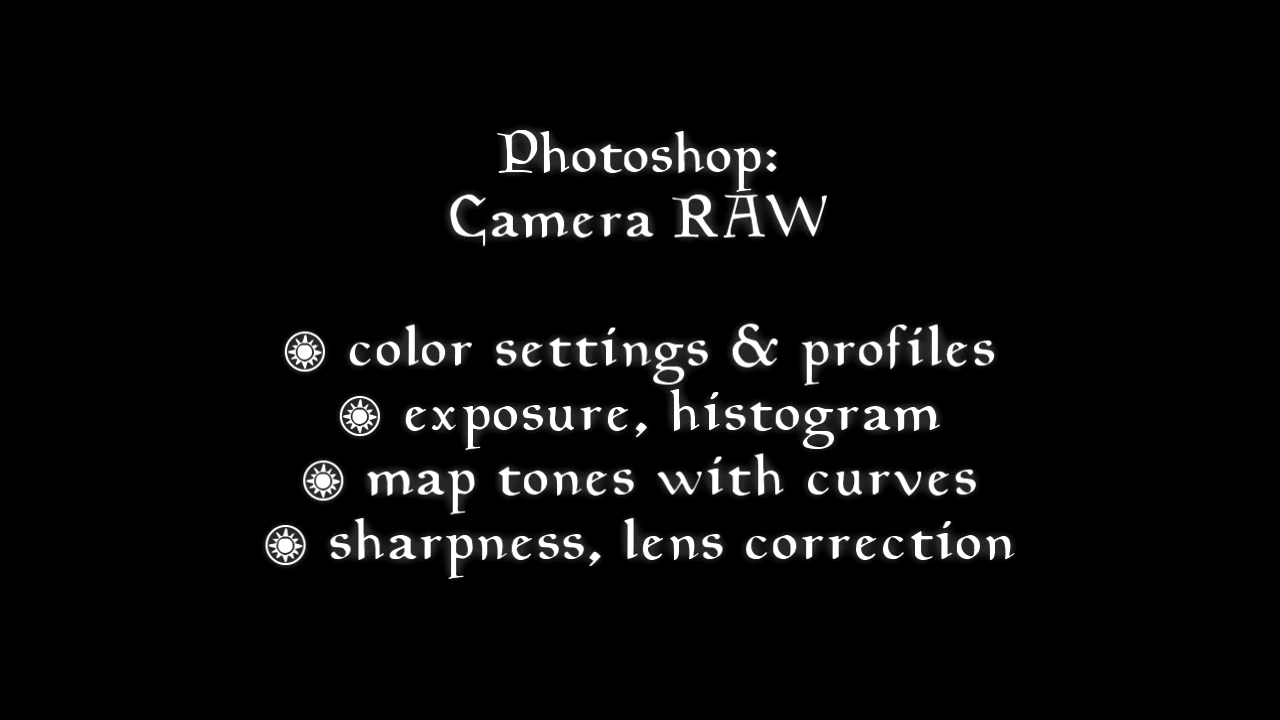 Photoshop:
Camera RAW
color settings & profiles
exposure, histogram
map tones with curves
sharpness, lens correction